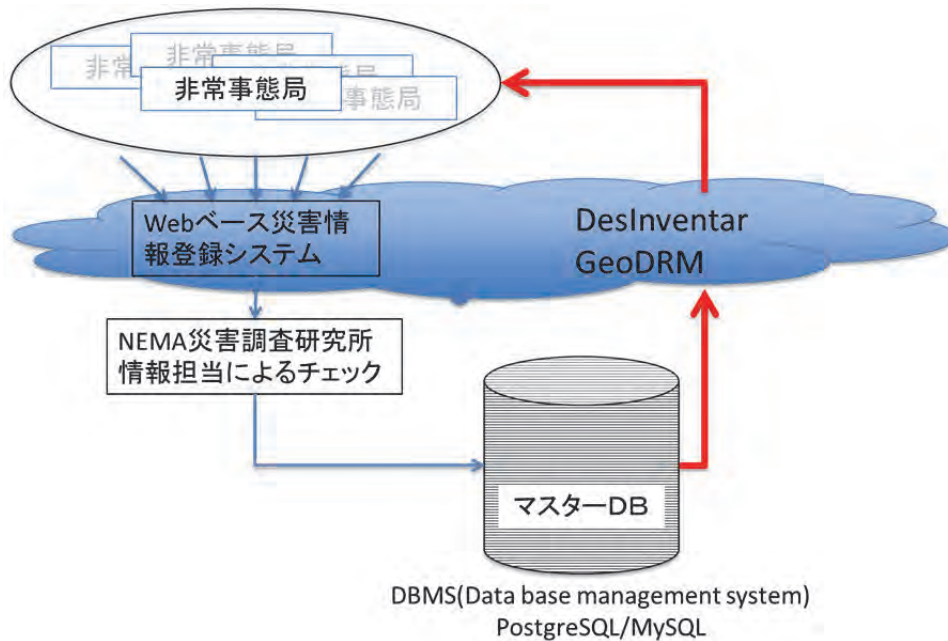 非常事態局
非常
非常事態局
事態局
非常事態局
Webベース災害情
報登録システム
DesInventar
GeoDRM
NEMA災害調査研究所
情報担当によるチェック
マスターDB
DBMS(Data base management system)
PostgreSQL/MySQL